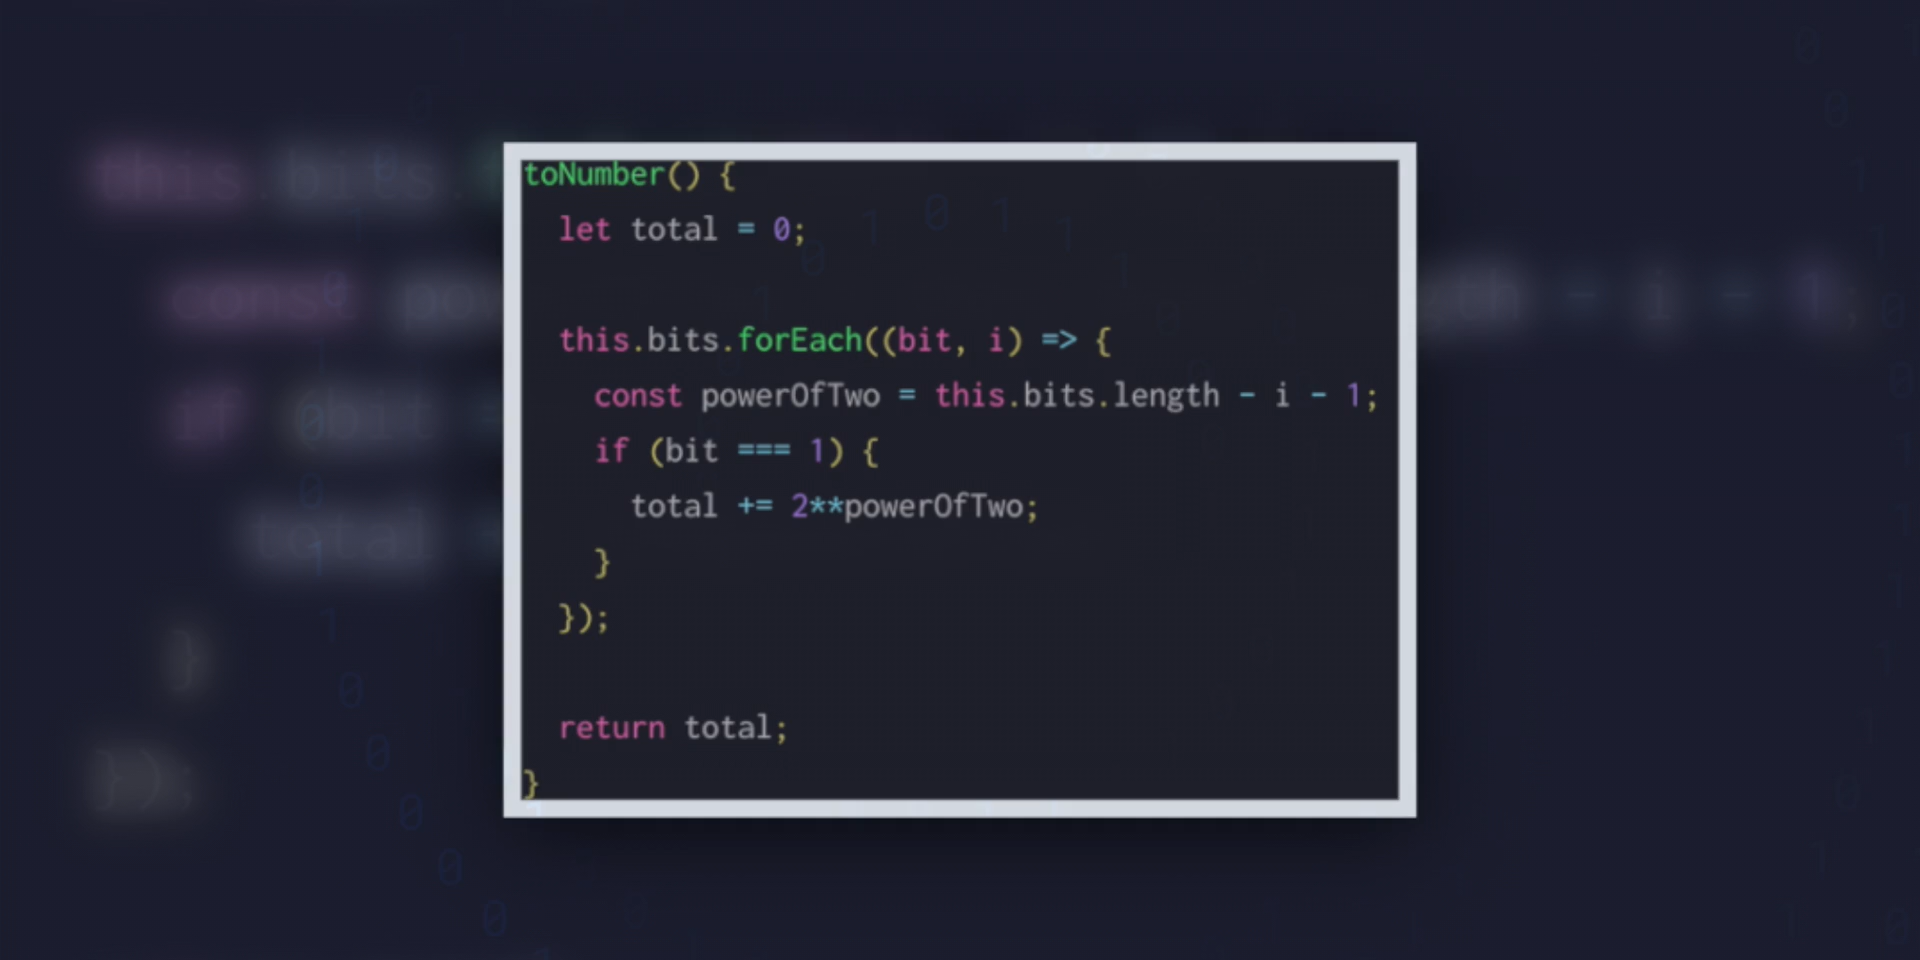 toNumber() {
let total = 0;
this.bits.forEach((bit, i) => {
const powerOfTwo = this.bits.length - i - 1;
if (bit === 1) {
total += 2**powerOfTwo;
}
});
return total;
}